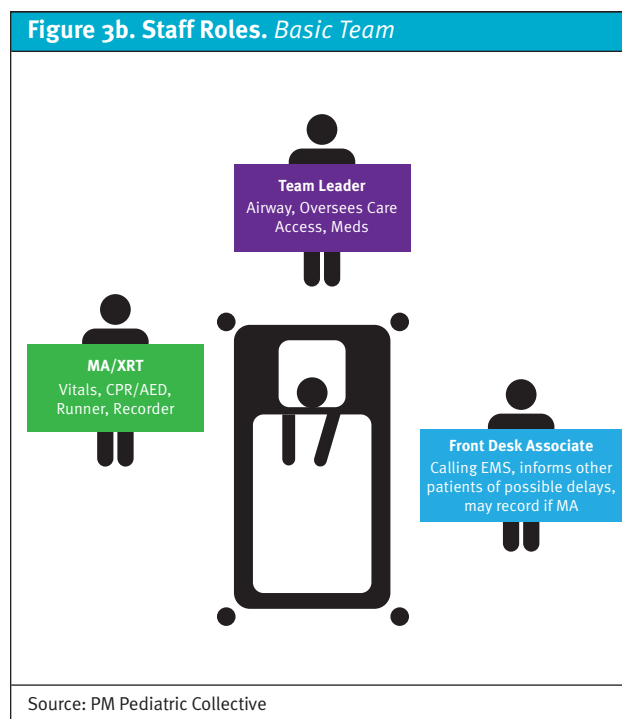 Figure 3b. Staff Roles. Basic Team
Team Leader
Airway, Oversees Care
Access, Meds
MA/XRT
Vitals, CPR/AED,
Runner, Recorder
Front Desk Associate
Calling EMS, informs other
patients of possible delays,
may record if MA
Source: PM Pediatric Collective